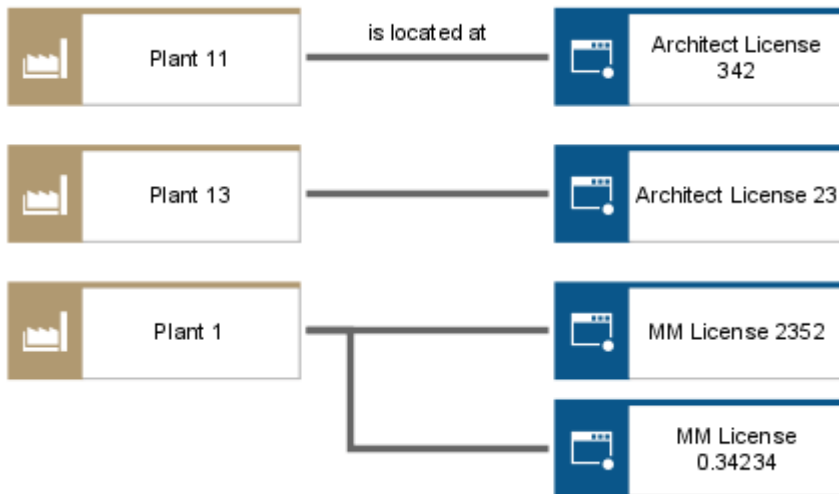 Plant 11
is located at
Architect License
342
Plant 13
Architect License 23
Plant 1
MM License 2352
MM License
0.34234